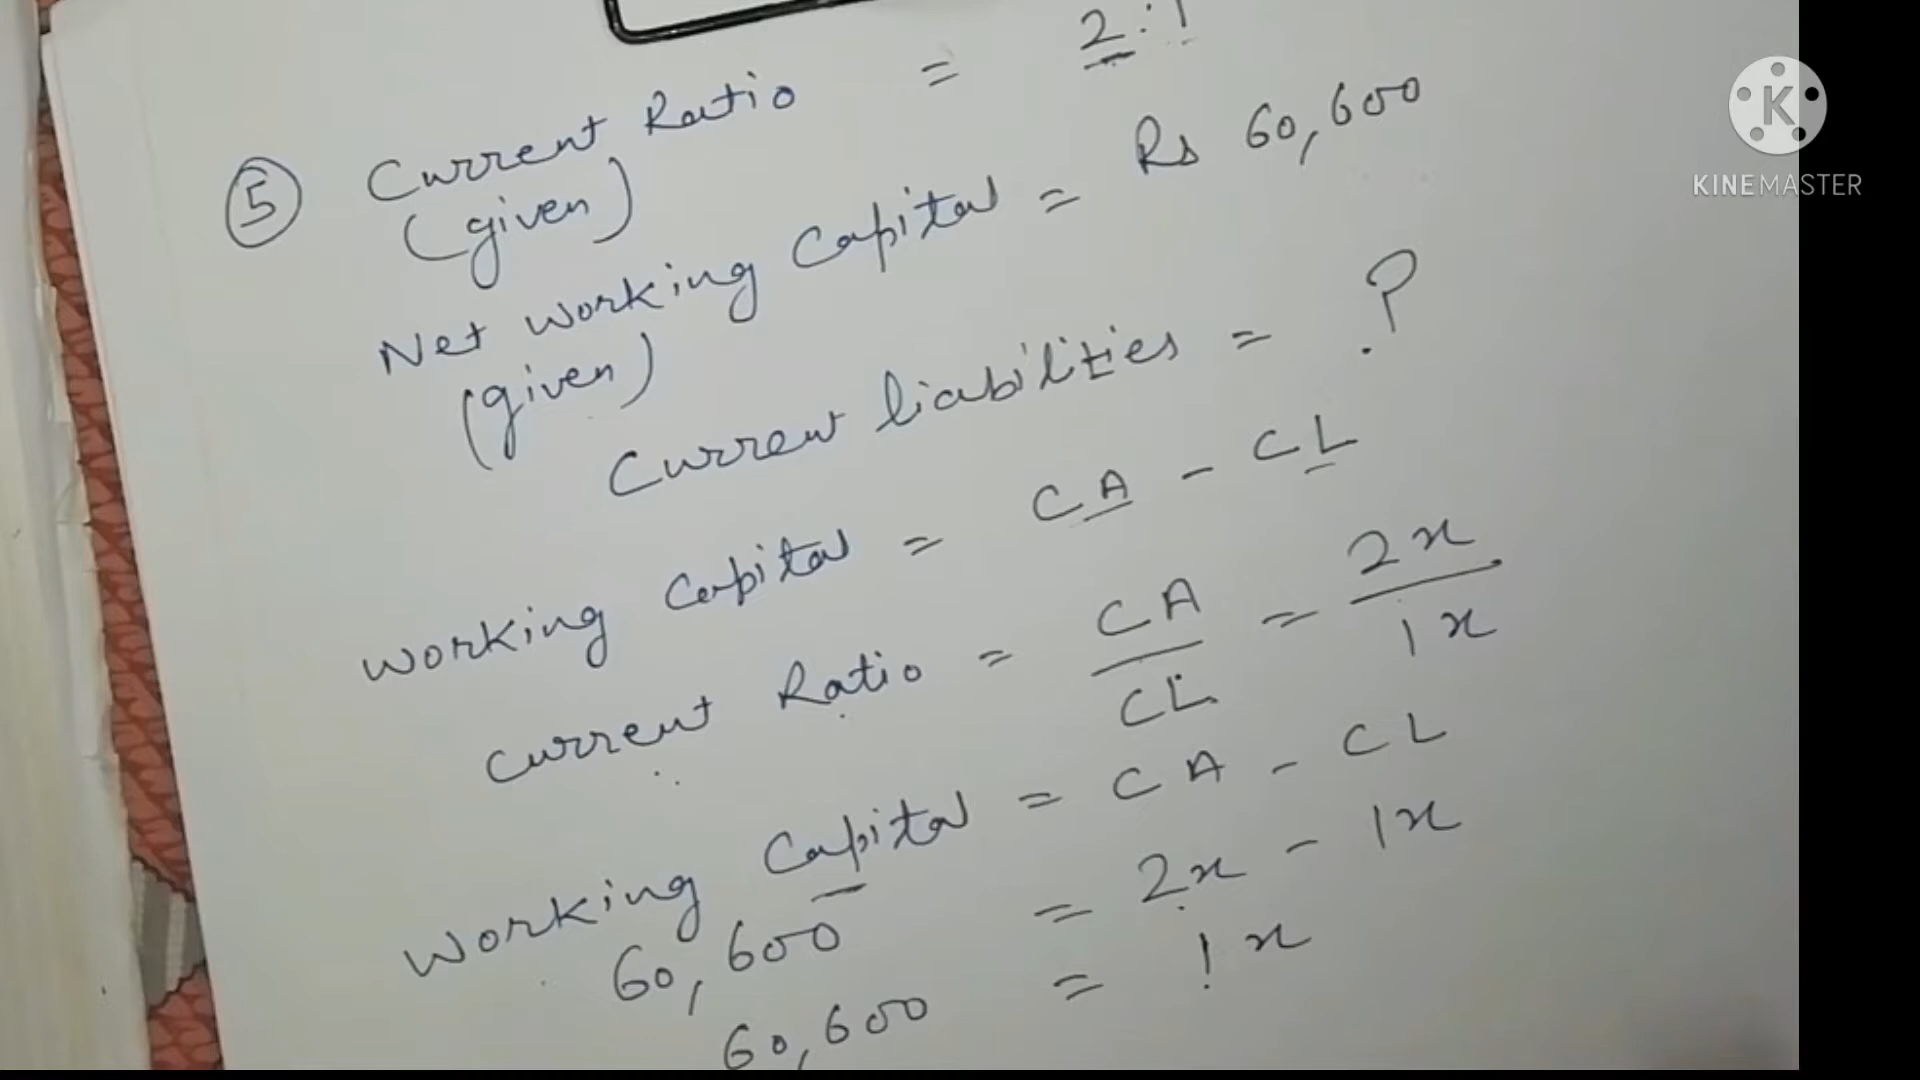 ⑤ Current Ratio = 2:1
(given)
Net Working Capital = Rs 60,600
(given)
Current liabilities = ?
Working Capital = CA - CL
Current Ratio = CA/CL = 2x/1x
Working Capital = CA - CL
60,600 = 2x - 1x
60,600 = 1x
K
KINEMASTER